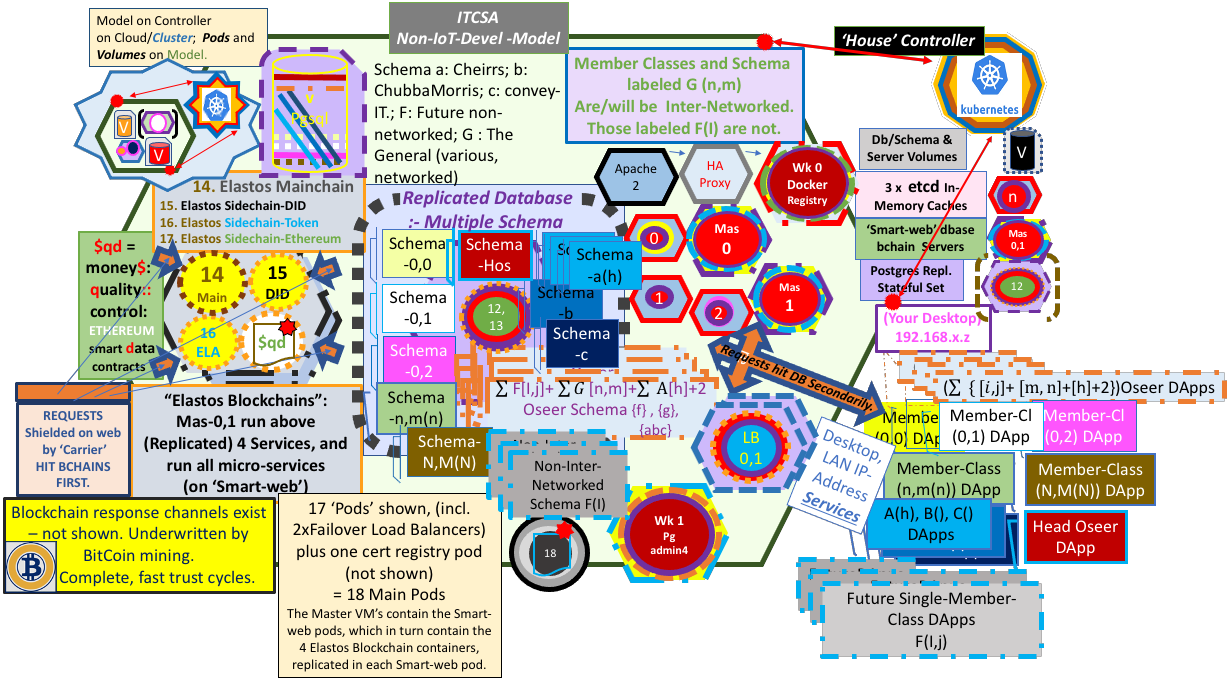 Model on Controller
on Cloud/Cluster; Pods and
Volumes on Model.
ITCSA
Non-IoT-Devel -Model
'House' Controller
kubernetes
V
V
V
Pgsql
Schema a: Cheirrs; b:
ChubbaMorris; c: convey-
IT.; F: Future non-
networked; G : The
General (various,
networked)
Member Classes and Schema
labeled G (n,m)
Are/will be Inter-Networked.
Those labeled F(I) are not.
Apache
2
HA
Proxy
Wk 0
Docker
Registry
Db/Schema &
Server Volumes
V
3 x etcd In-
Memory Caches
n
'Smart-web' dbase
bchain Servers
Mas
0,1
Postgres Repl.
Stateful Set
12
(Your Desktop)
192.168.x.z
14. Elastos Mainchain
15. Elastos Sidechain-DID
16. Elastos Sidechain-Token
17. Elastos Sidechain-Ethereum
$qd =
money$:
quality::
control:
ETHEREUM
smart data
contracts
14
Main
15
DID
16
ELA
$qd
Replicated Database
:- Multiple Schema
Schema
-0,0
Schema
-Hos
Schema
-a(h)
Schema
-0,1
12,
13
Schema
-b
Schema
-c
Schema
-0,2
Schema
-n,m(n)
Schema-
N,M(N)
0
Mas
0
1
2
Mas
1
Requests hit DB Secondarily.
∑ F[I,j]+ ∑ G [n,m]+∑ A[h]+2
Oseer Schema {f} , {g},
{abc}
LB
0,1
Non-Inter-
Networked
Schema F(I)
18
Wk 1
Pg
admin4
REQUESTS
Shielded on web
by 'Carrier'
HIT BCHAINS
FIRST.
"Elastos Blockchains":
Mas-0,1 run above
(Replicated) 4 Services, and
run all micro-services
(on 'Smart-web')
Blockchain response channels exist
– not shown. Underwritten by
BitCoin mining.
Complete, fast trust cycles.
17 'Pods' shown, (incl.
2xFailover Load Balancers)
plus one cert registry pod
(not shown)
= 18 Main Pods
The Master VM's contain the Smart-
web pods, which in turn contain the
4 Elastos Blockchain containers,
replicated in each Smart-web pod.
(∑ { [i,j]+ [m, n]+[h]+2})Oseer DApps
(0,0)
Member-Cl
(0,1) DApp
Member-Cl
(0,2) DApp
Desktop,
LAN IP-
Address
Services
Member-Class
(n,m(n)) DApp
Member-Class
(N,M(N)) DApp
A(h), B(), C()
DApps
Head Oseer
DApp
Future Single-Member-
Class DApps
F(I,j)